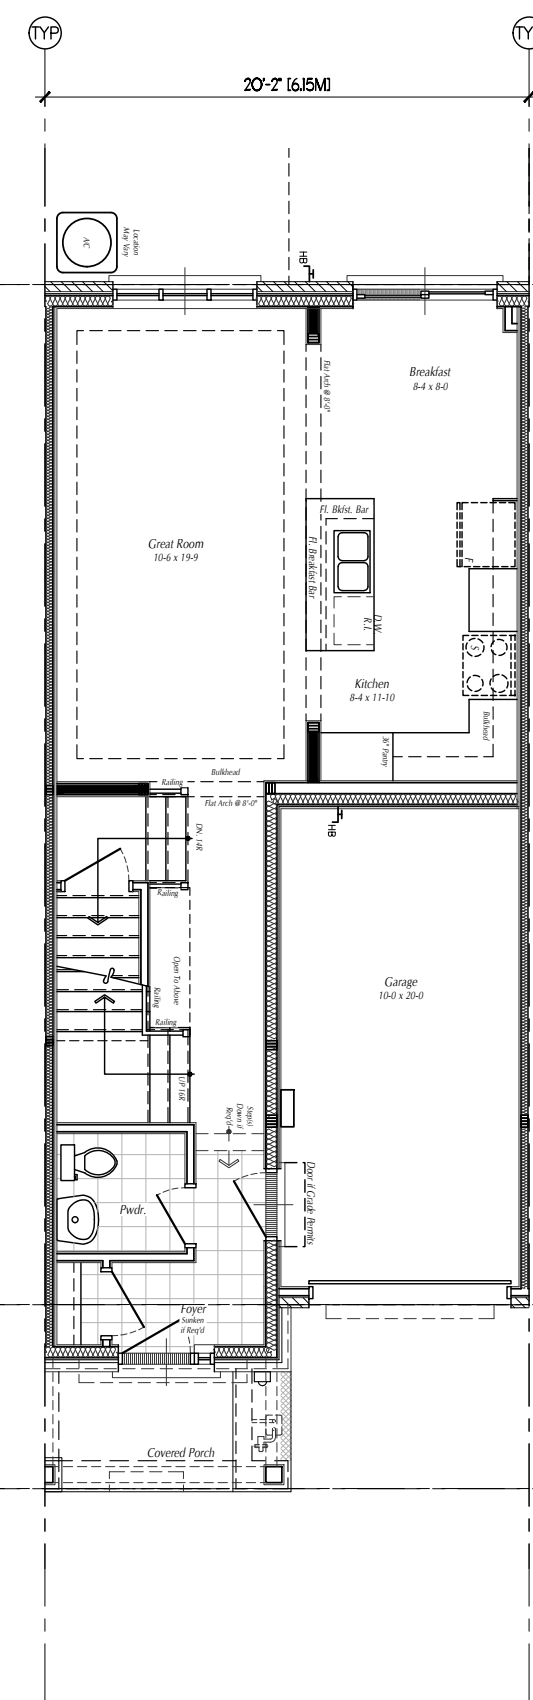 TYP
TY
20'-2" [6.15M]
A/C
Location
May Vary
HB
Breakfast
8-4 x 8-0
Flat Arch @ 8'-0"
Great Room
10-6 x 19-9
Fl. Bkfst. Bar
Fl. Breakfast Bar
D.W
R.I.
F
S
Kitchen
8-4 x 11-10
Bulkhead
36" Pantry
Bulkhead
Railing
Flat Arch @ 8'-0"
HB
DN. 14R
Railing
Open To Above
Railing
Railing
Garage
10-0 x 20-0
UP 16R
Step(s)
Down if
Req'd
Door if Grade Permits
Pwdr.
Foyer
Sunken
if Req'd
Covered Porch